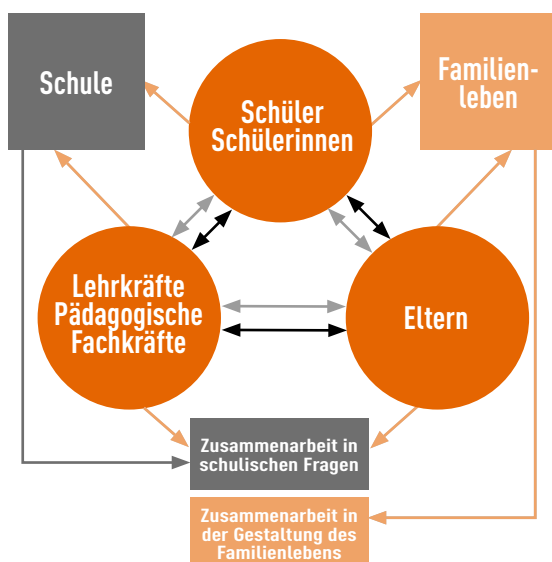 Schule
Schüler
Schülerinnen
Familien-
leben
Lehrkräfte
Pädagogische
Fachkräfte
Eltern
Zusammenarbeit in
schulischen Fragen
Zusammenarbeit in
der Gestaltung des
Familienlebens